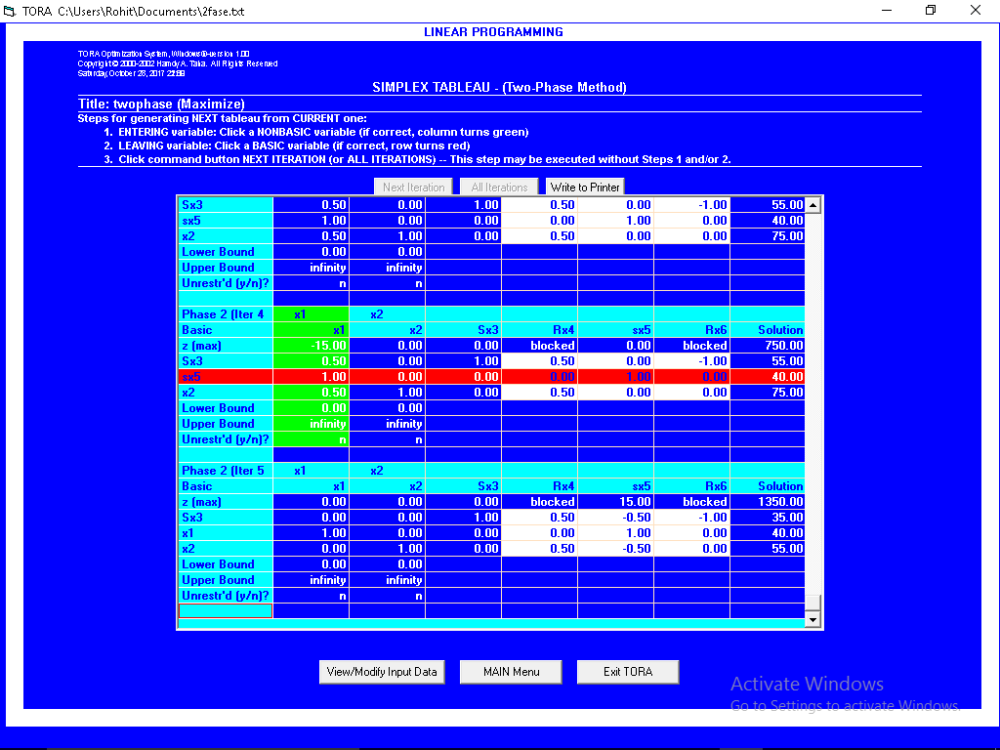 TORA C:\Users\Rohit\Documents\2fase.txt
LINEAR PROGRAMMING
TORA Optimization System, Windows®-version 1.00
Copyright © 2000-2002 Hamdy A. Taha. All Rights Reserved
Saturday, October 28, 2017 22:59
SIMPLEX TABLEAU - (Two-Phase Method)
Title: twophase (Maximize)
Steps for generating NEXT tableau from CURRENT one:
1. ENTERING variable: Click a NONBASIC variable (if correct, column turns green)
2. LEAVING variable: Click a BASIC variable (if correct, row turns red)
3. Click command button NEXT ITERATION (or ALL ITERATIONS) -- This step may be executed without Steps 1 and/or 2.
Next Iteration All Iterations Write to Printer
Sx3 0.50 0.00 1.00 0.50 0.00 -1.00 55.00
sx5 1.00 0.00 0.00 0.00 1.00 0.00 40.00
x2 0.50 1.00 0.00 0.50 0.00 0.00 75.00
Lower Bound 0.00 0.00
Upper Bound infinity infinity
Unrestr'd (y/n)? n n
Phase 2 (Iter 4 x1 x2
Basic x1 x2 Sx3 Rx4 sx5 Rx6 Solution
z (max) -15.00 0.00 0.00 blocked 0.00 blocked 750.00
Sx3 0.50 0.00 1.00 0.50 0.00 -1.00 55.00
sx5 1.00 0.00 0.00 0.00 1.00 0.00 40.00
x2 0.50 1.00 0.00 0.50 0.00 0.00 75.00
Lower Bound 0.00 0.00
Upper Bound infinity infinity
Unrestr'd (y/n)? n n
Phase 2 (Iter 5 x1 x2
Basic x1 x2 Sx3 Rx4 sx5 Rx6 Solution
z (max) 0.00 0.00 0.00 blocked 15.00 blocked 1350.00
Sx3 0.00 0.00 1.00 0.50 -0.50 -1.00 35.00
x1 1.00 0.00 0.00 0.00 1.00 0.00 40.00
x2 0.00 1.00 0.00 0.50 -0.50 0.00 55.00
Lower Bound 0.00 0.00
Upper Bound infinity infinity
Unrestr'd (y/n)? n n
View/Modify Input Data MAIN Menu Exit TORA
Activate Windows
Go to Settings to activate Windows.